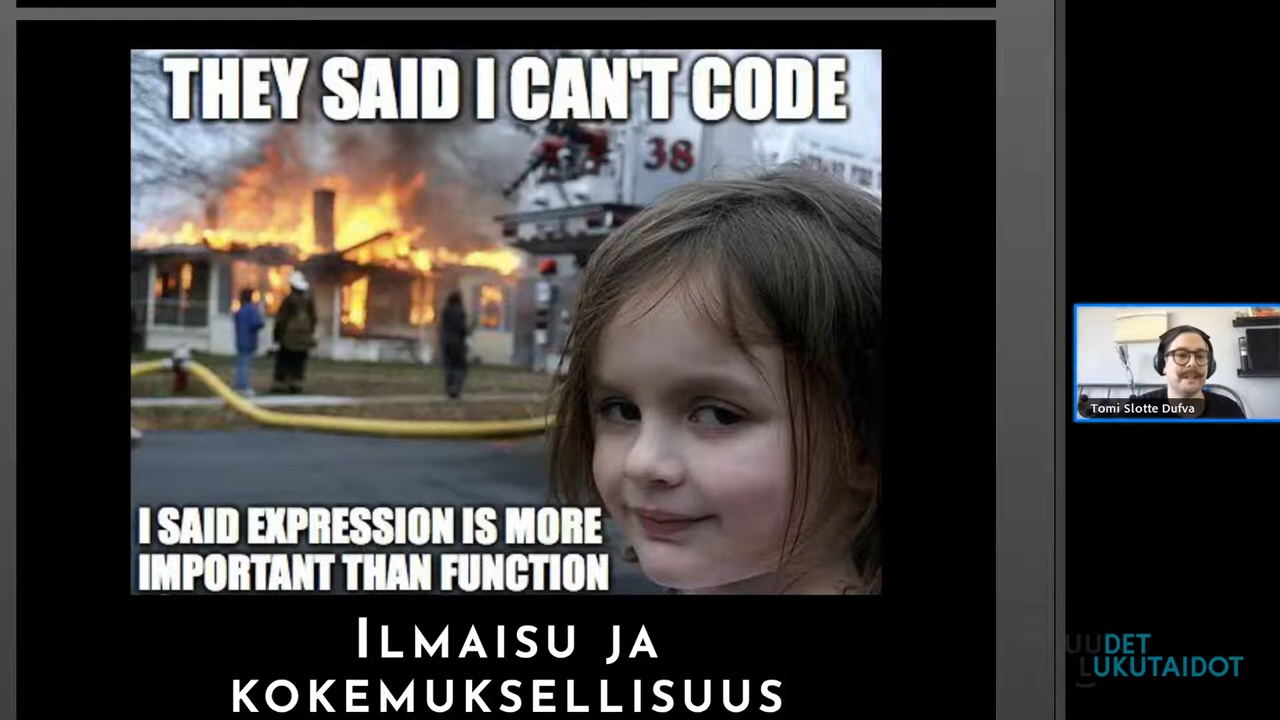 THEY SAID I CAN'T CODE
38
I SAID EXPRESSION IS MORE
IMPORTANT THAN FUNCTION
ILMAISU JA
KOKEMUKSELLISUUS
Tomi Slotte Dufva
UUDET
LUKUTAIDOT